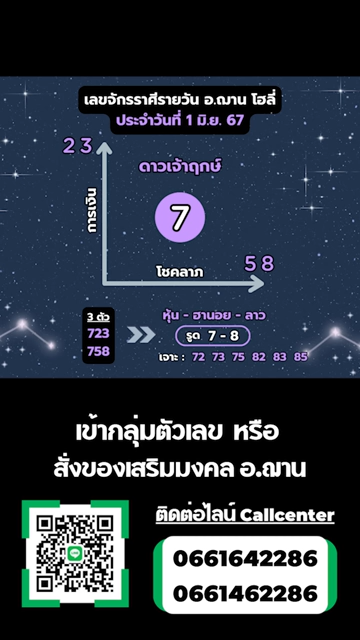 เลขจักรราศีรายวัน อ.ฌาน โฮลี่
ประจำวันที่ 1 มิ.ย. 67
2 3
ดาวเจ้าฤกษ์
การเงิน
7
โชคลาภ
5 8
3 ตัว
723
758
หุ้น - ฮานอย - ลาว
รูด 7 - 8
เจาะ : 72 73 75 82 83 85
เข้ากลุ่มตัวเลข หรือ
สั่งของเสริมมงคล อ.ฌาน
ติดต่อไลน์ Callcenter
0661642286
0661462286